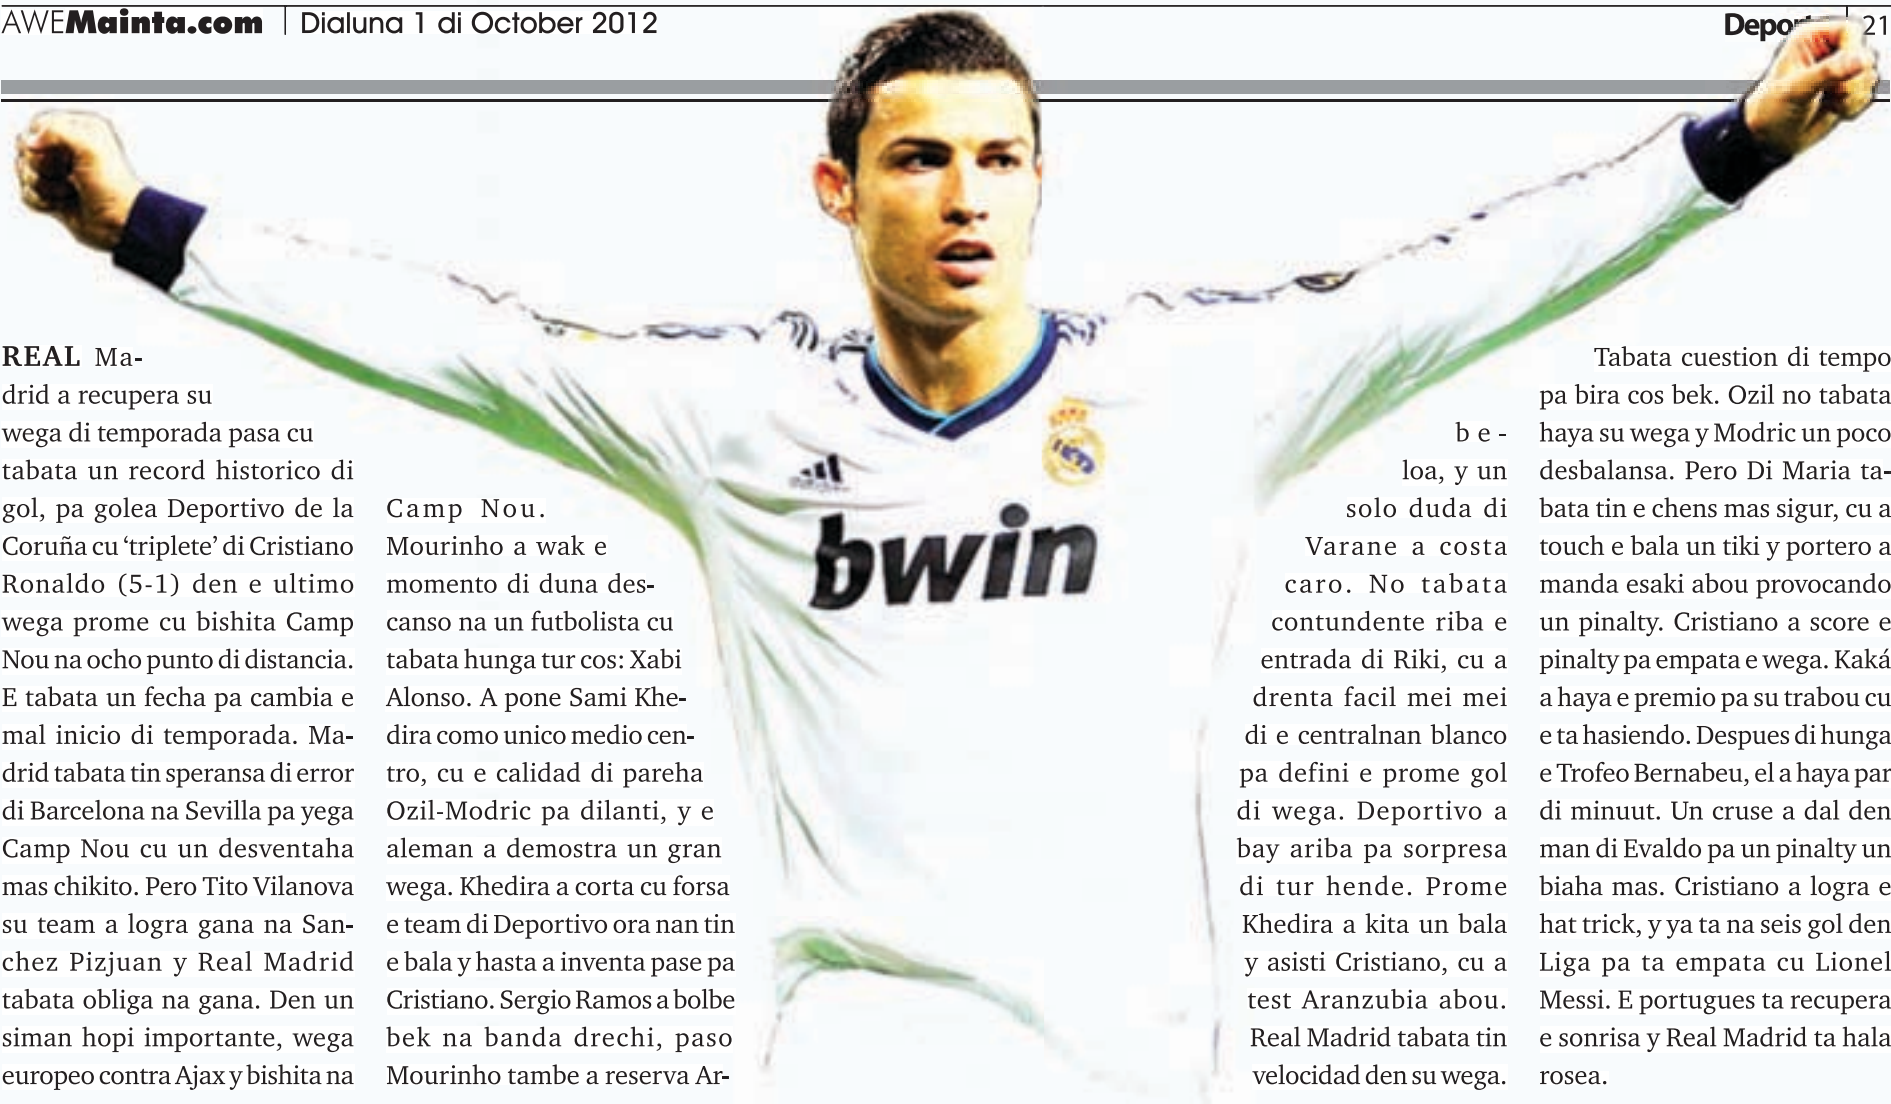 AWEMainta.com | Dialuna 1 di October 2012
21
REAL Ma-
drid a recupera su
wega di temporada pasa cu
tabata un record historico di
gol, pa golea Deportivo de la
Coruña cu ‘triplete’ di Cristiano
Ronaldo (5-1) den e ultimo
wega prome cu bishita Camp
Nou na ocho punto di distancia.
E tabata un fecha pa cambia e
mal inicio di temporada. Ma-
drid tabata tin speransa di error
di Barcelona na Sevilla pa yega
Camp Nou cu un desventaha
mas chikito. Pero Tito Vilanova
su team a logra gana na San-
chez Pizjuan y Real Madrid
tabata obliga na gana. Den un
siman hopi importante, wega
europeo contra Ajax y bishita na
Camp Nou.
Mourinho a wak e
momento di duna des-
canso na un futbolista cu
tabata hunga tur cos: Xabi
Alonso. A pone Sami Khe-
dira como unico medio cen-
tro, cu e calidad di pareha
Ozil-Modric pa dilanti, y e
aleman a demostra un gran
wega. Khedira a corta cu forsa
e team di Deportivo ora nan tin
e bala y hasta a inventa pase pa
Cristiano. Sergio Ramos a bolbe
bek na banda drechi, paso
Mourinho tambe a reserva Ar-
be-
loa, y un
solo duda di
Varane a costa
caro. No tabata
contundente riba e
entrada di Riki, cu a
drenta facil mei mei
di e centralnan blanco
pa defini e prome gol
di wega. Deportivo a
bay ariba pa sorpresa
di tur hende. Prome
Khedira a kita un bala
y asisti Cristiano, cu a
test Aranzubia abou.
Real Madrid tabata tin
velocidad den su wega.
Tabata cuestion di tempo
pa bira cos bek. Ozil no tabata
haya su wega y Modric un poco
desbalansa. Pero Di Maria ta-
bata tin e chens mas sigur, cu a
touch e bala un tiki y portero a
manda esaki abou provocando
un pinalty. Cristiano a score e
pinalty pa empata e wega. Kaká
a haya e premio pa su trabou cu
e ta hasiendo. Despues di hunga
e Trofeo Bernabeu, el a haya par
di minuut. Un cruse a dal den
man di Evaldo pa un pinalty un
biaha mas. Cristiano a logra e
hat trick, y ya ta na seis gol den
Liga pa ta empata cu Lionel
Messi. E portugues ta recupera
e sonrisa y Real Madrid ta hala
rosea.
adidas
bwin